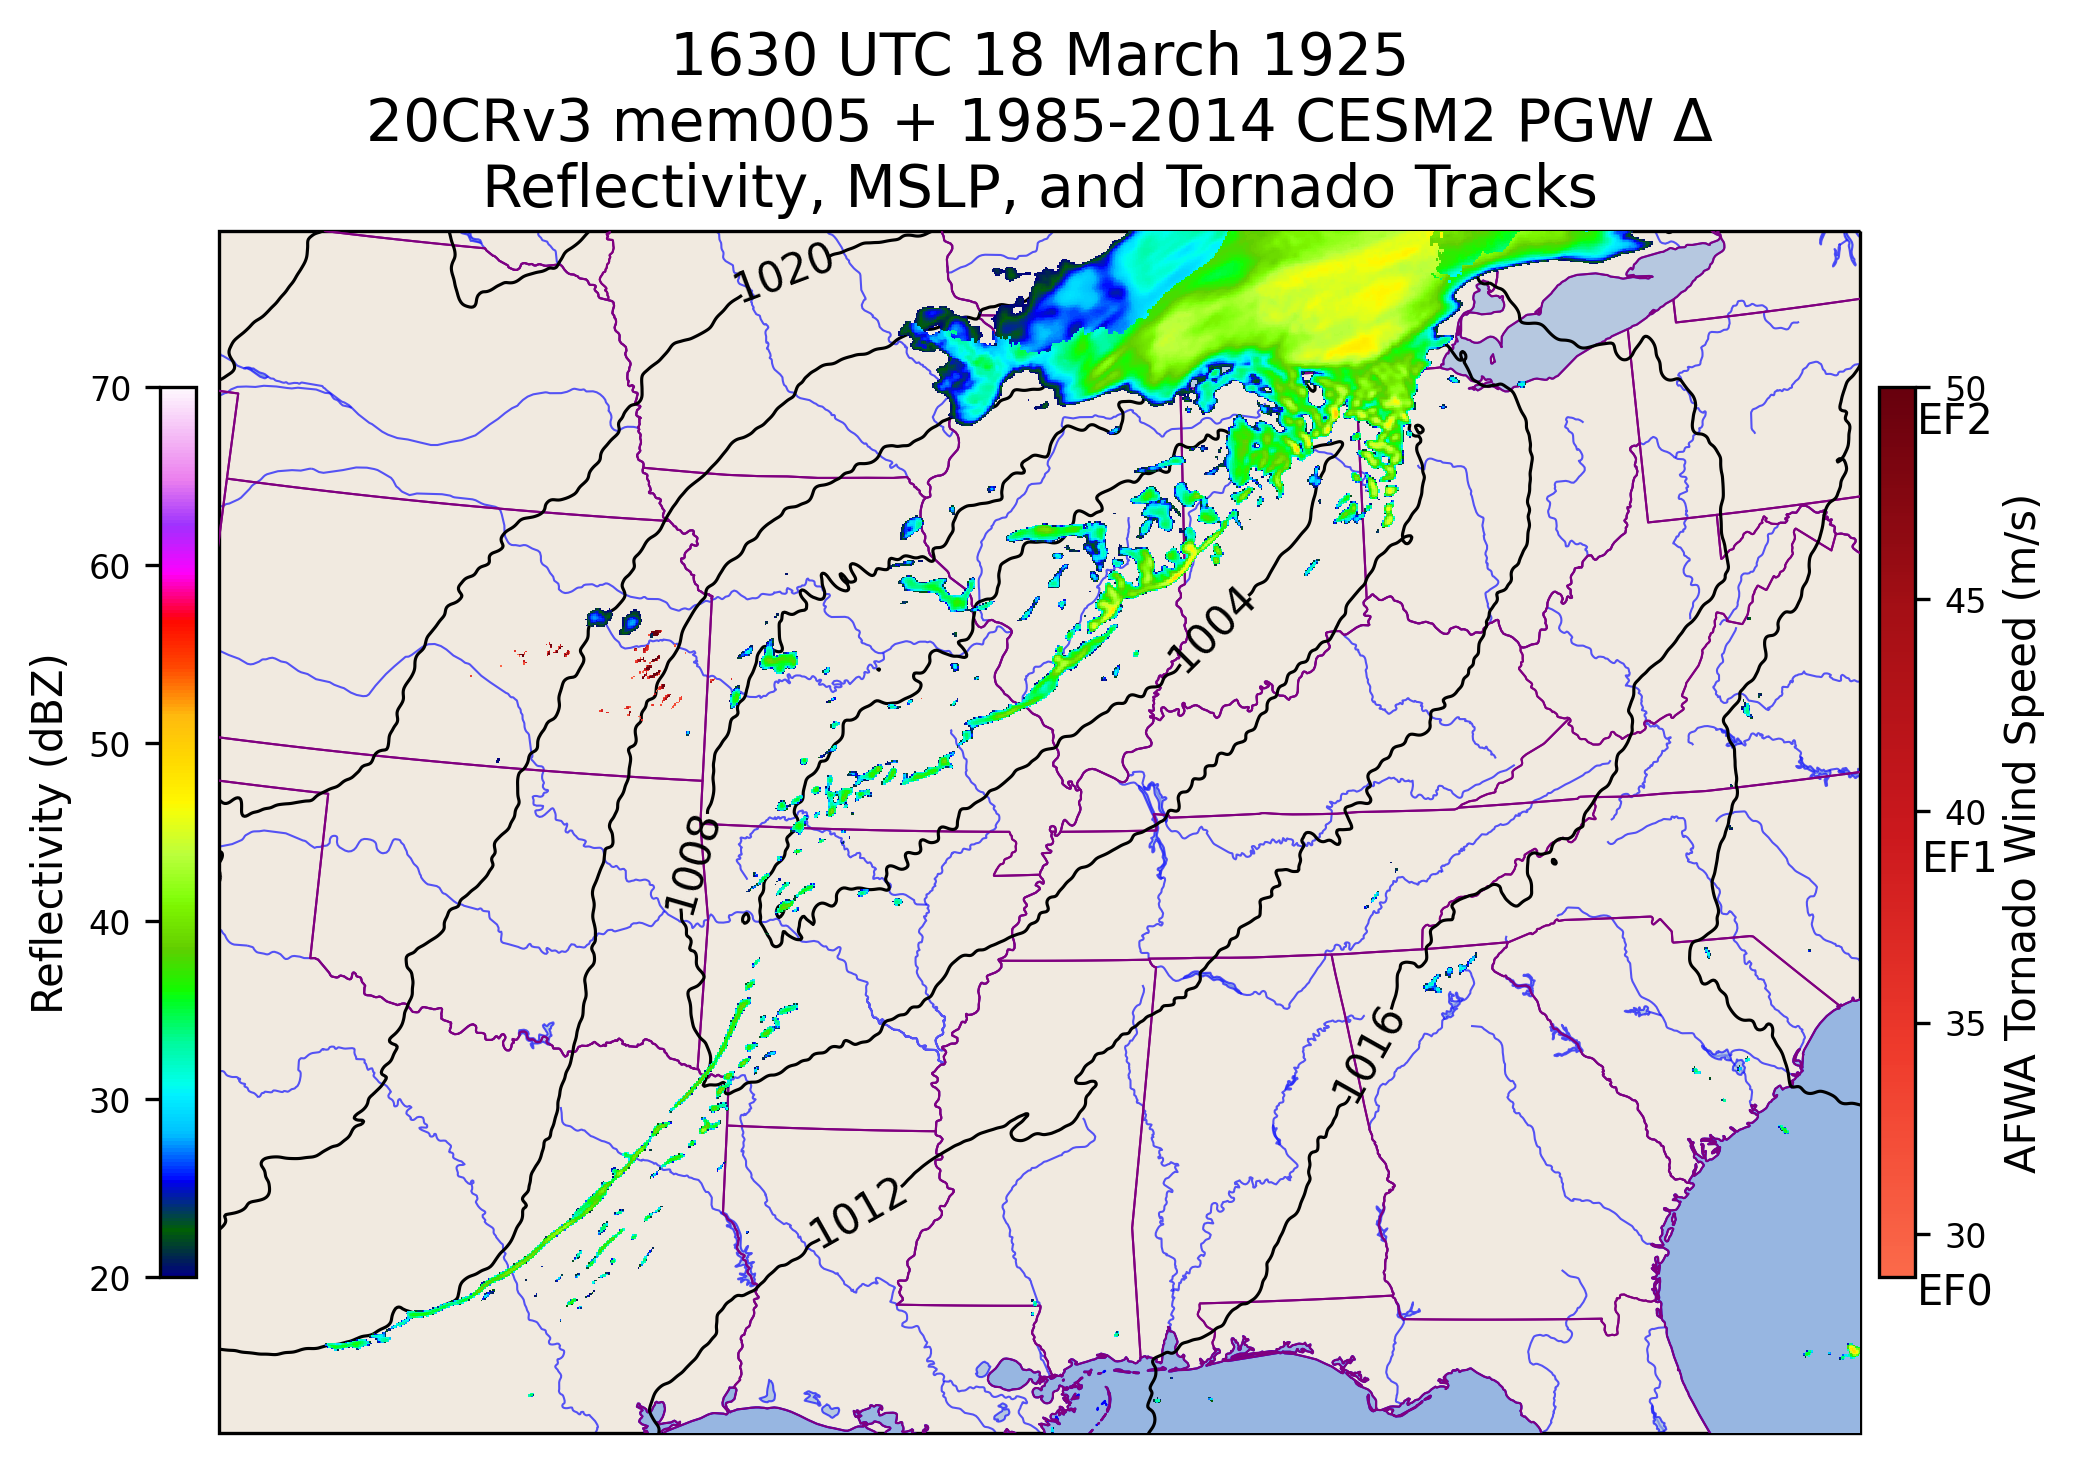 1630 UTC 18 March 1925
20CRv3 mem005 + 1985-2014 CESM2 PGW Δ
Reflectivity, MSLP, and Tornado Tracks
Reflectivity (dBZ)
70
60
50
40
30
20
1020
1004
1008
1016
1012
50
EF2
45
40
EF1
35
30
EF0
AFWA Tornado Wind Speed (m/s)